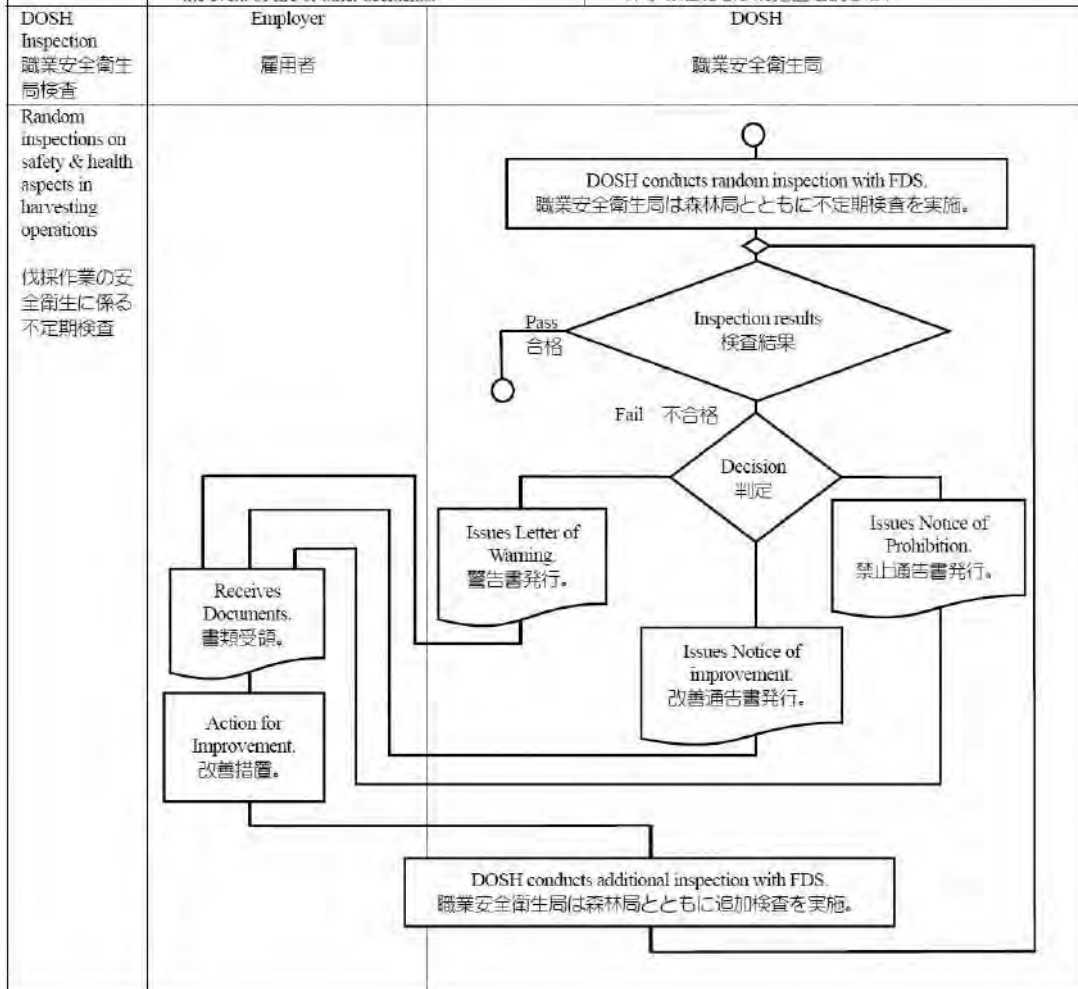 DOSH
Inspection
職業安全衛生
局検査
Employer
雇用者
DOSH
職業安全衛生局
Random
inspections on
safety & health
aspects in
harvesting
operations
伐採作業の安
全衛生に係る
不定期検査
DOSH conducts random inspection with FDS.
職業安全衛生局は森林局とともに不定期検査を実施。
Inspection results
検査結果
Pass
合格
Fail 不合格
Decision
判定
Issues Letter of
Warning.
警告書発行。
Issues Notice of
Prohibition.
禁止通告書発行。
Issues Notice of
improvement.
改善通告書発行。
Receives
Documents.
書類受領。
Action for
Improvement.
改善措置。
DOSH conducts additional inspection with FDS.
職業安全衛生局は森林局とともに追加検査を実施。